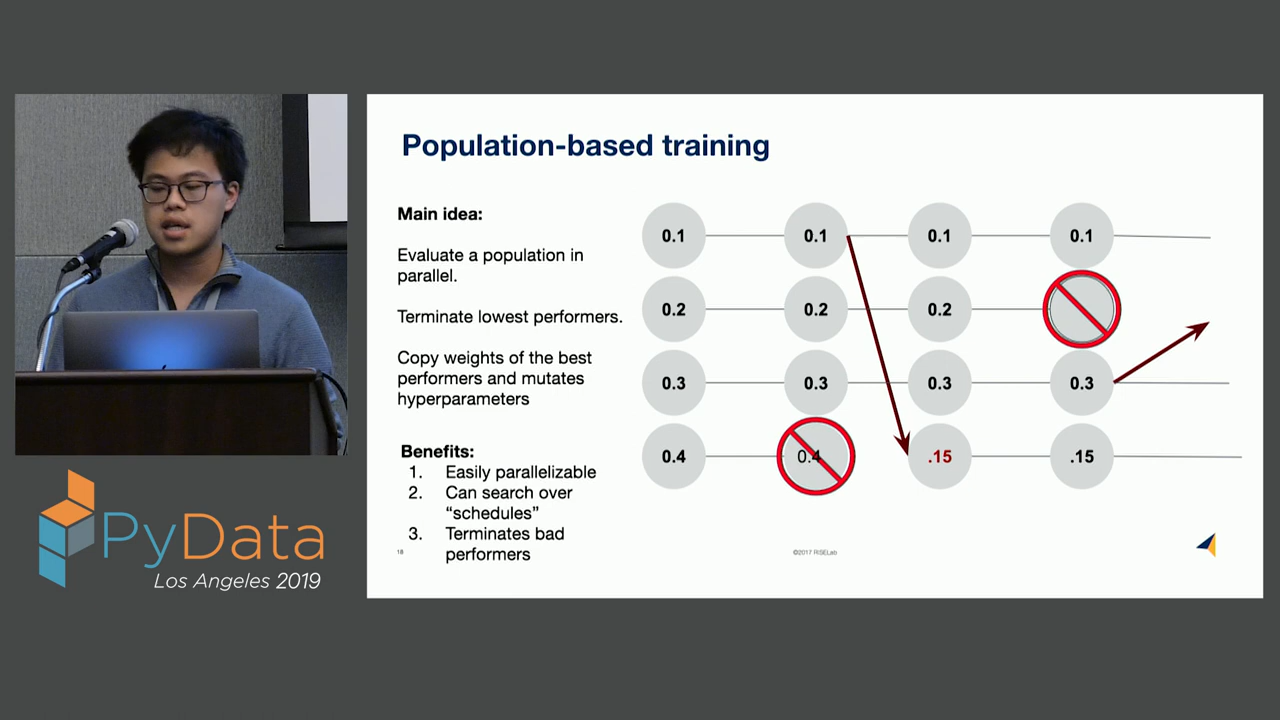 Population-based training
Main idea:
Evaluate a population in
parallel.
Terminate lowest performers.
Copy weights of the best
performers and mutates
hyperparameters
Benefits:
1. Easily parallelizable
2. Can search over
“schedules”
3. Terminates bad
performers
0.1 0.1 0.1 0.1
0.2 0.2 0.2
0.3 0.3 0.3 0.3
0.4 0.4 .15 .15
18
©2017 RISELab
PyData
Los Angeles 2019